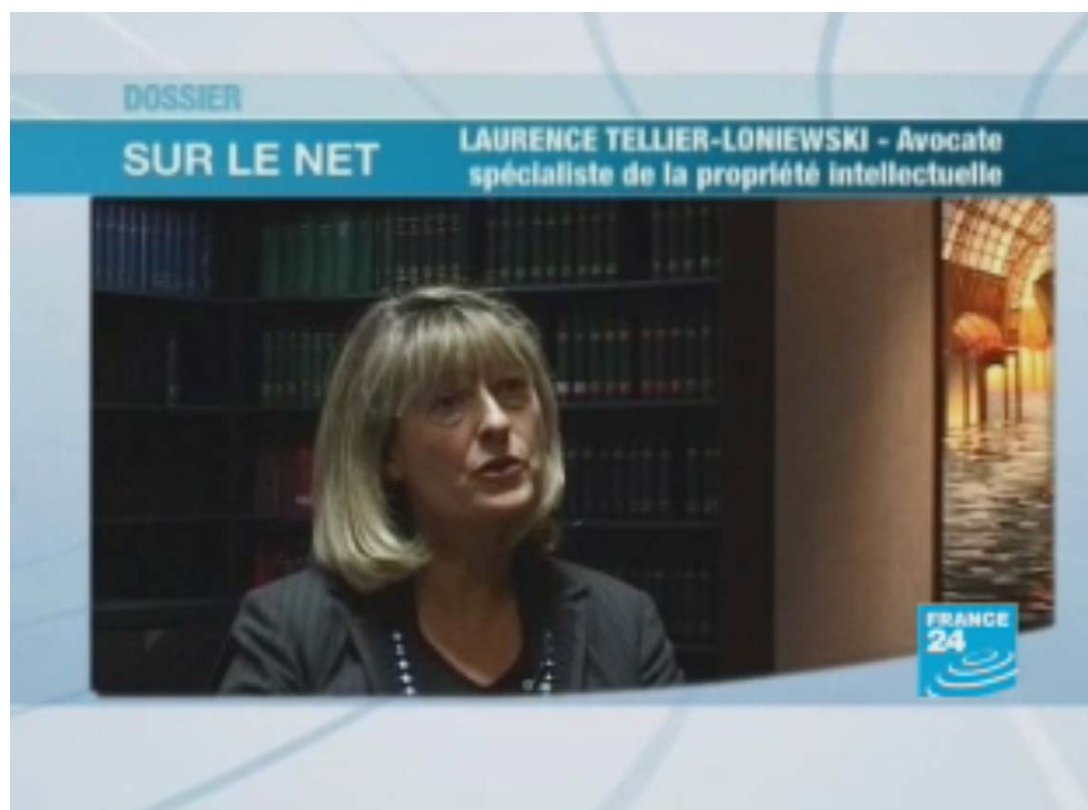 DOSSIER
SUR LE NET
LAURENCE TELLIER-LONIEWSKI - Avocate
spécialiste de la propriété intellectuelle
FRANCE
24